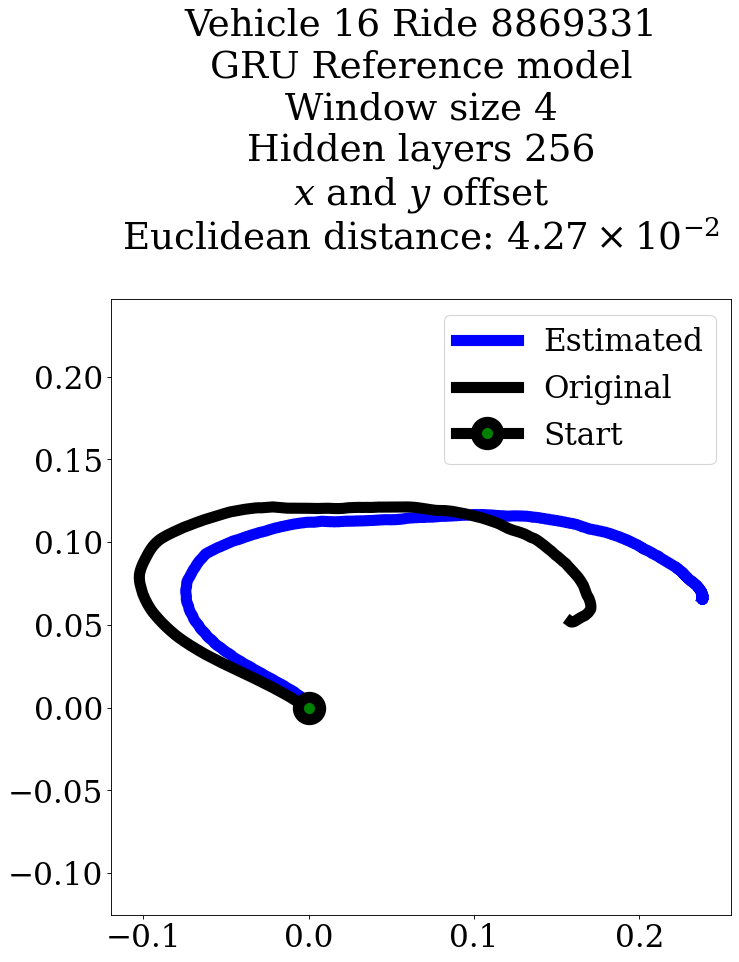 Vehicle 16 Ride 8869331
GRU Reference model
Window size 4
Hidden layers 256
x and y offset
Euclidean distance: 4.27 × 10⁻²
Estimated
Original
Start
0.20
0.15
0.10
0.05
0.00
−0.05
−0.10
−0.1 0.0 0.1 0.2